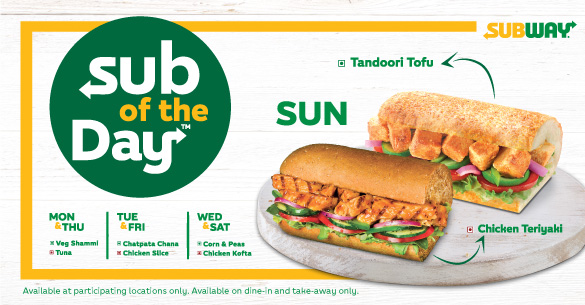 SUBWAY
sub
of the
Day™
SUN
Tandoori Tofu
Chicken Teriyaki
MON
& THU
Veg Shammi
Tuna
TUE
& FRI
Chatpata Chana
Chicken Slice
WED
& SAT
Corn & Peas
Chicken Kofta
Available at participating locations only. Available on dine-in and take-away only.